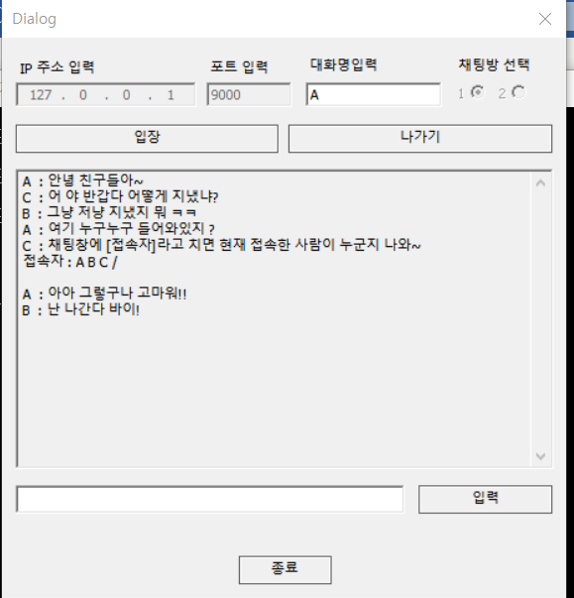 Dialog
IP 주소 입력 포트 입력 대화명입력 채팅방 선택
127 . 0 . 0 . 1 9000 A 1 2
입장 나가기
A : 안녕 친구들아~
C : 어 야 반갑다 어떻게 지냈냐?
B : 그냥 저냥 지냈지 뭐 ㅋㅋ
A : 여기 누구누구 들어와있지 ?
C : 채팅창에 [접속자]라고 치면 현재 접속한 사람이 누군지 나와~
접속자 : A B C /
A : 아아 그렇구나 고마워!!
B : 난 나간다 바이!
입력
종료